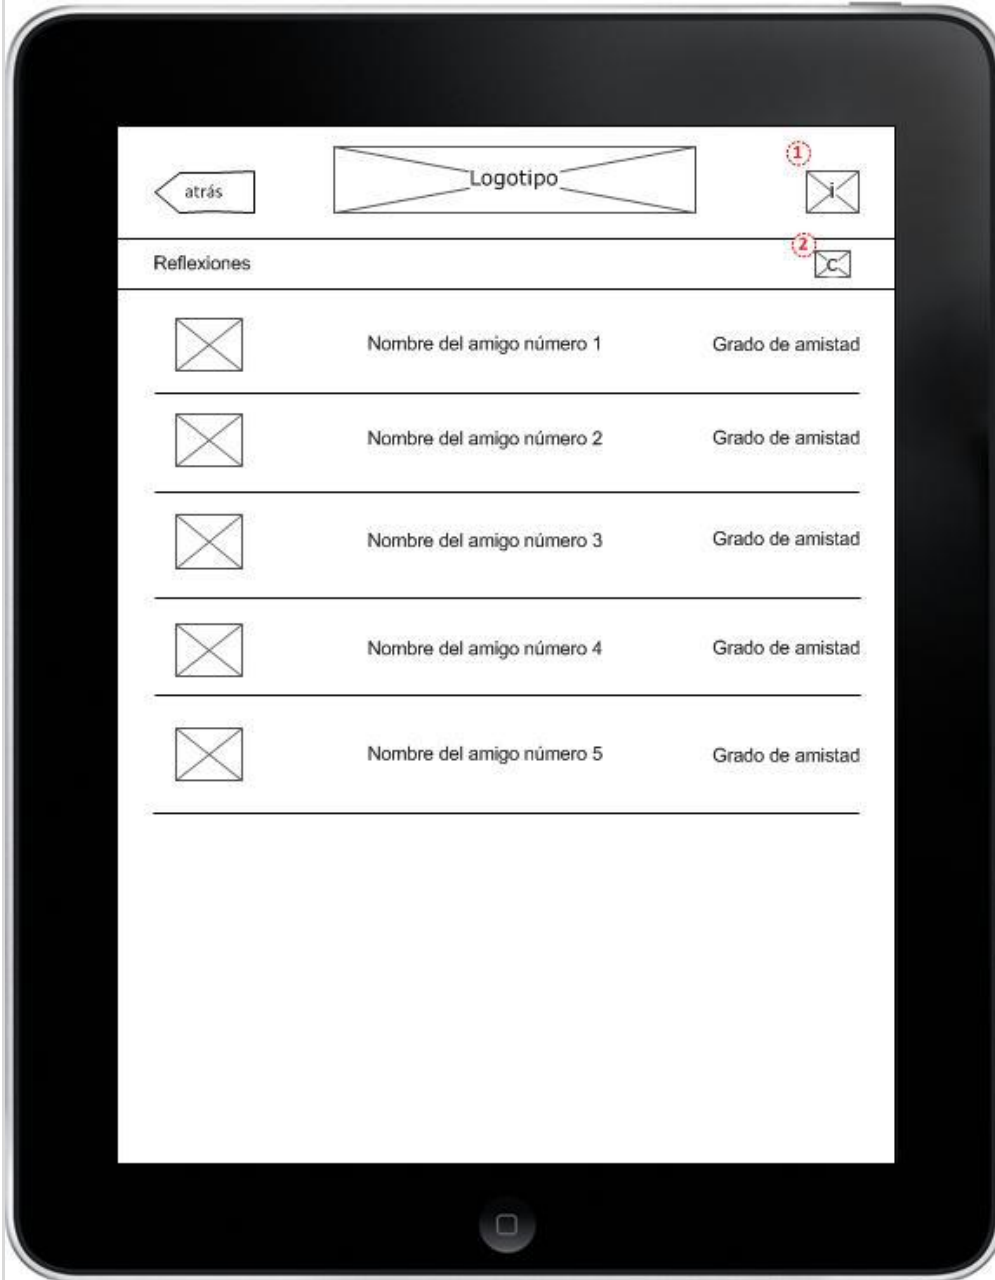 1
atrás
Logotipo
i
2
Reflexiones
C
Nombre del amigo número 1
Grado de amistad
Nombre del amigo número 2
Grado de amistad
Nombre del amigo número 3
Grado de amistad
Nombre del amigo número 4
Grado de amistad
Nombre del amigo número 5
Grado de amistad